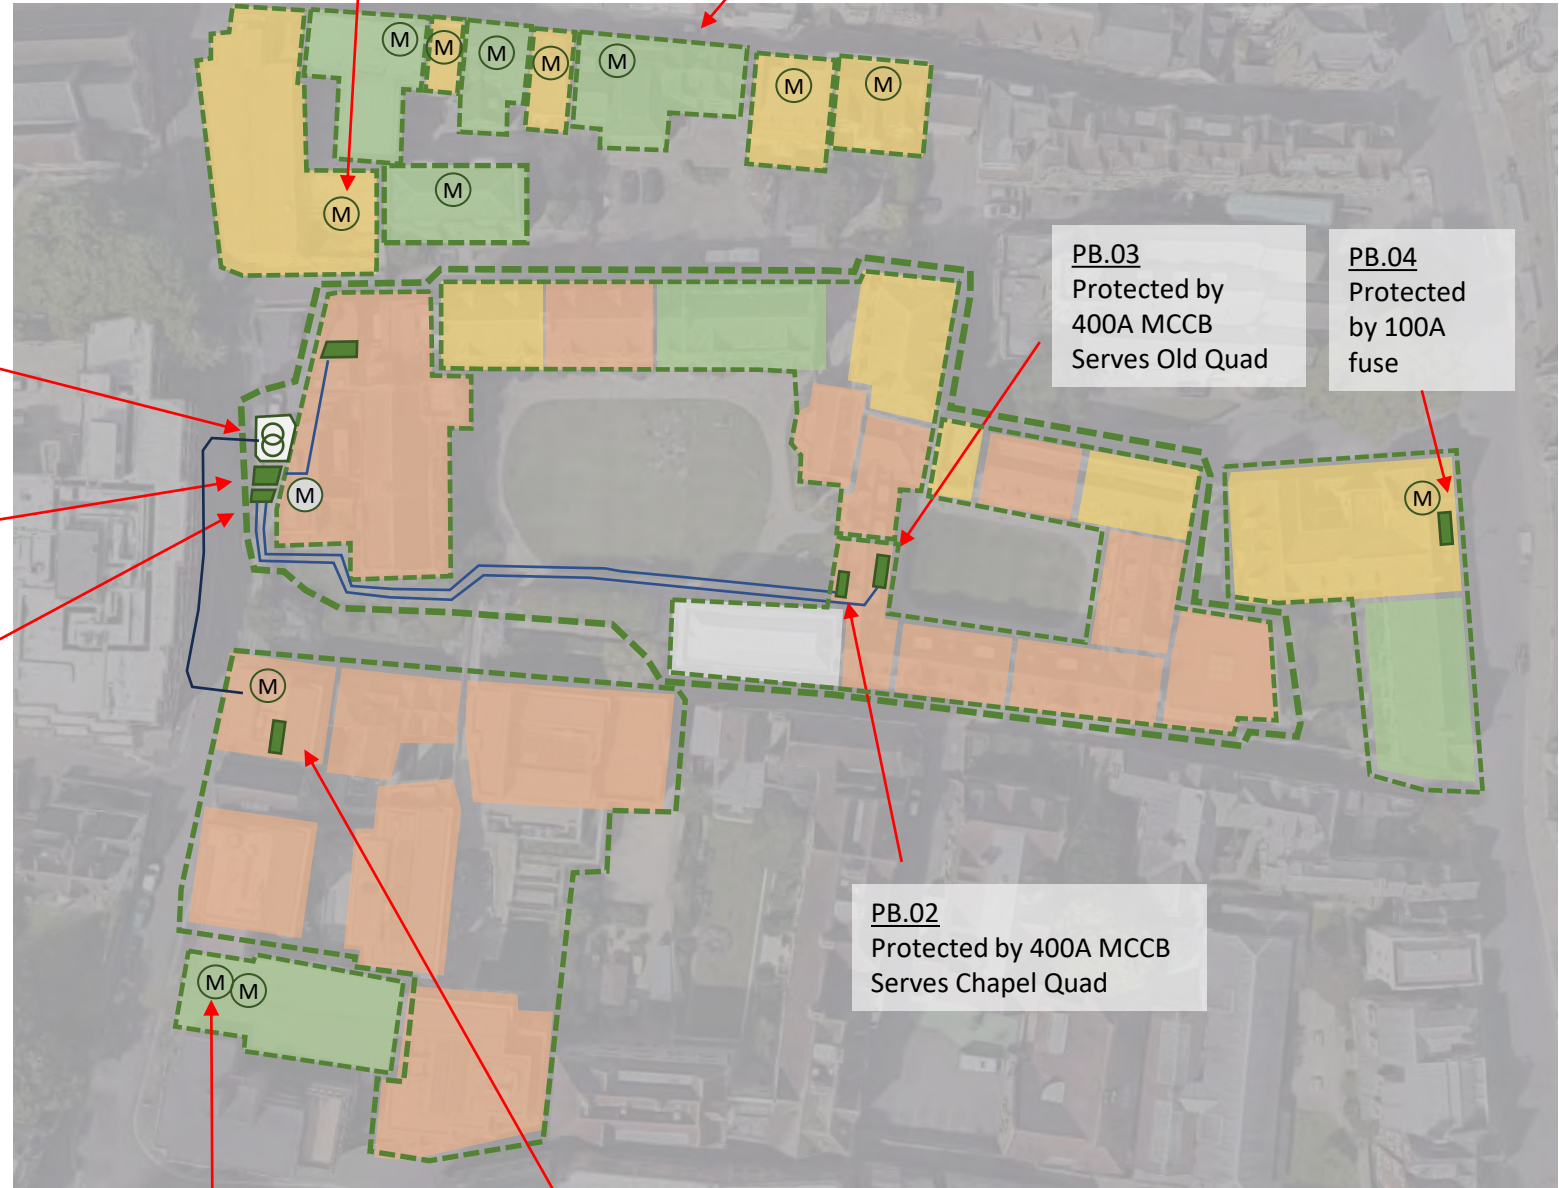 M
M
M
M
M
M
M
M
M
M
PB.03
Protected by
400A MCCB
Serves Old Quad
PB.04
Protected
by 100A
fuse
M
M
M
PB.02
Protected by 400A MCCB
Serves Chapel Quad
M
M